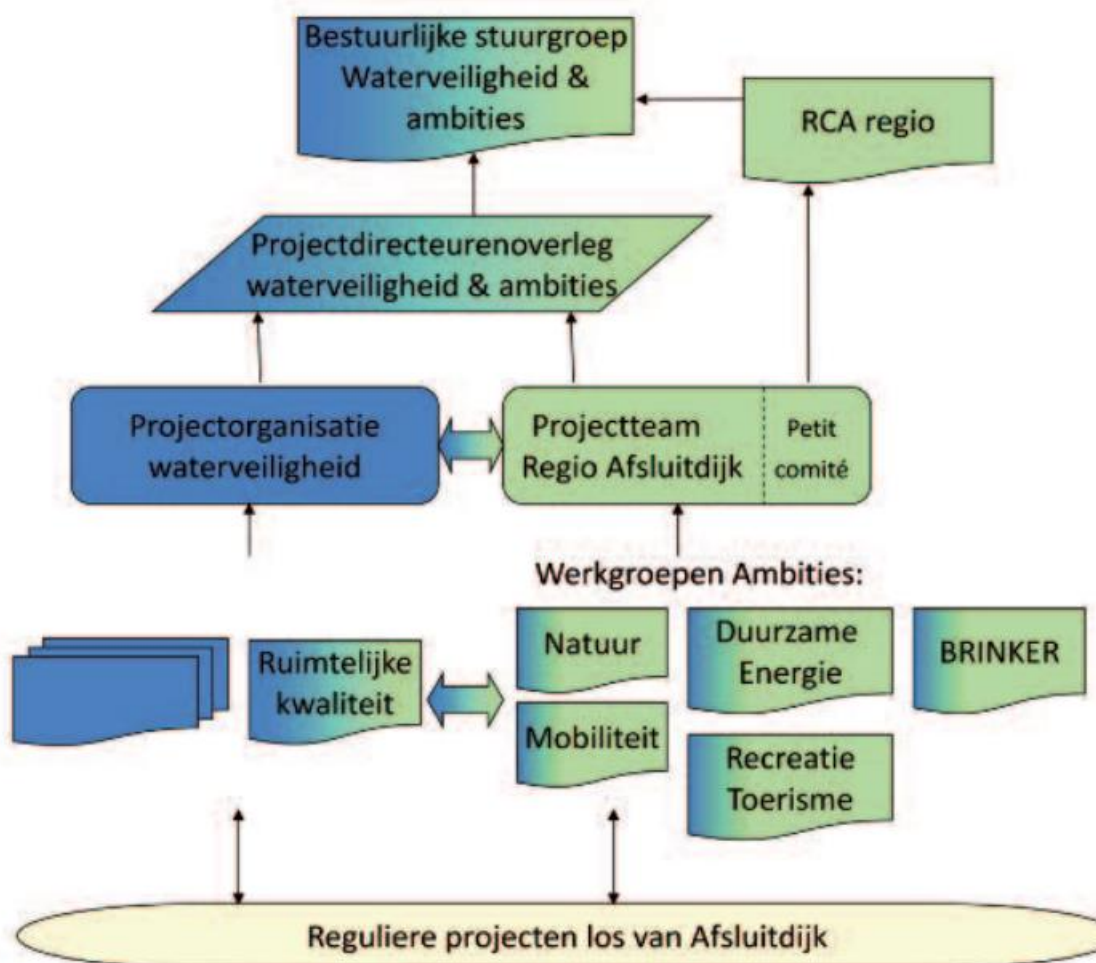 Bestuurlijke stuurgroep
Waterveiligheid &
ambities
RCA regio
Projectdirecteurenoverleg
waterveiligheid & ambities
Projectorganisatie
waterveiligheid
Projectteam
Regio Afsluitdijk
Petit
comité
Werkgroepen Ambities:
Ruimtelijke
kwaliteit
Natuur
Mobiliteit
Duurzame
Energie
Recreatie
Toerisme
BRINKER
Reguliere projecten los van Afsluitdijk